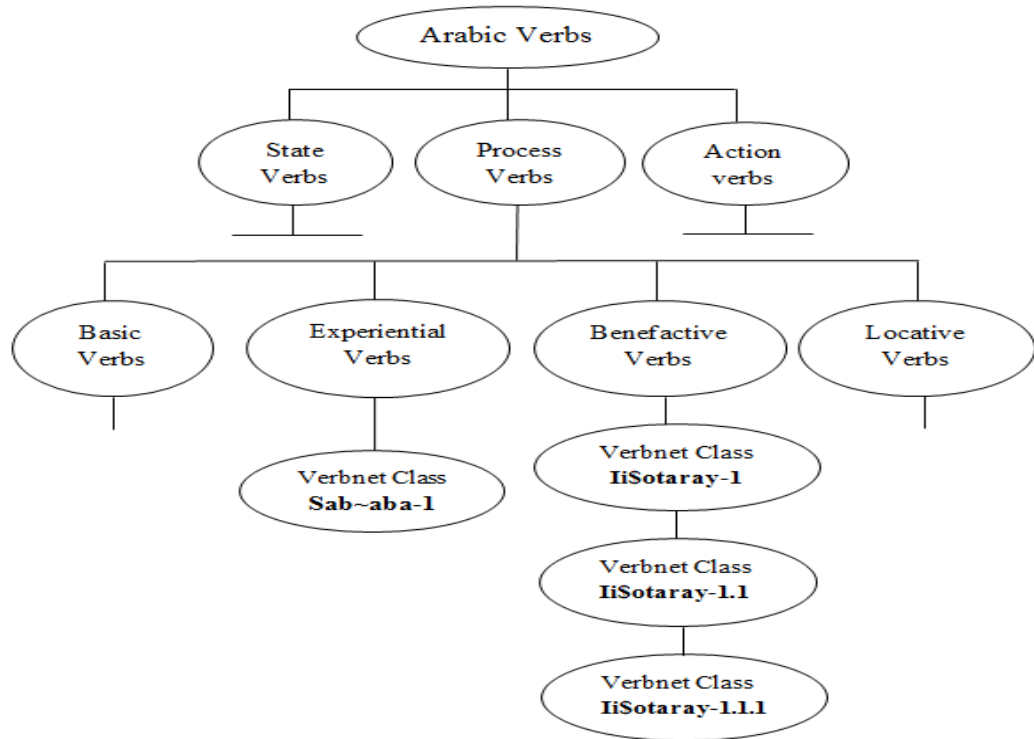 Arabic Verbs
State
Verbs
Process
Verbs
Action
verbs
Basic
Verbs
Experiential
Verbs
Benefactive
Verbs
Locative
Verbs
Verbnet Class
Sab~aba-1
Verbnet Class
IiSotaray-1
Verbnet Class
IiSotaray-1.1
Verbnet Class
IiSotaray-1.1.1